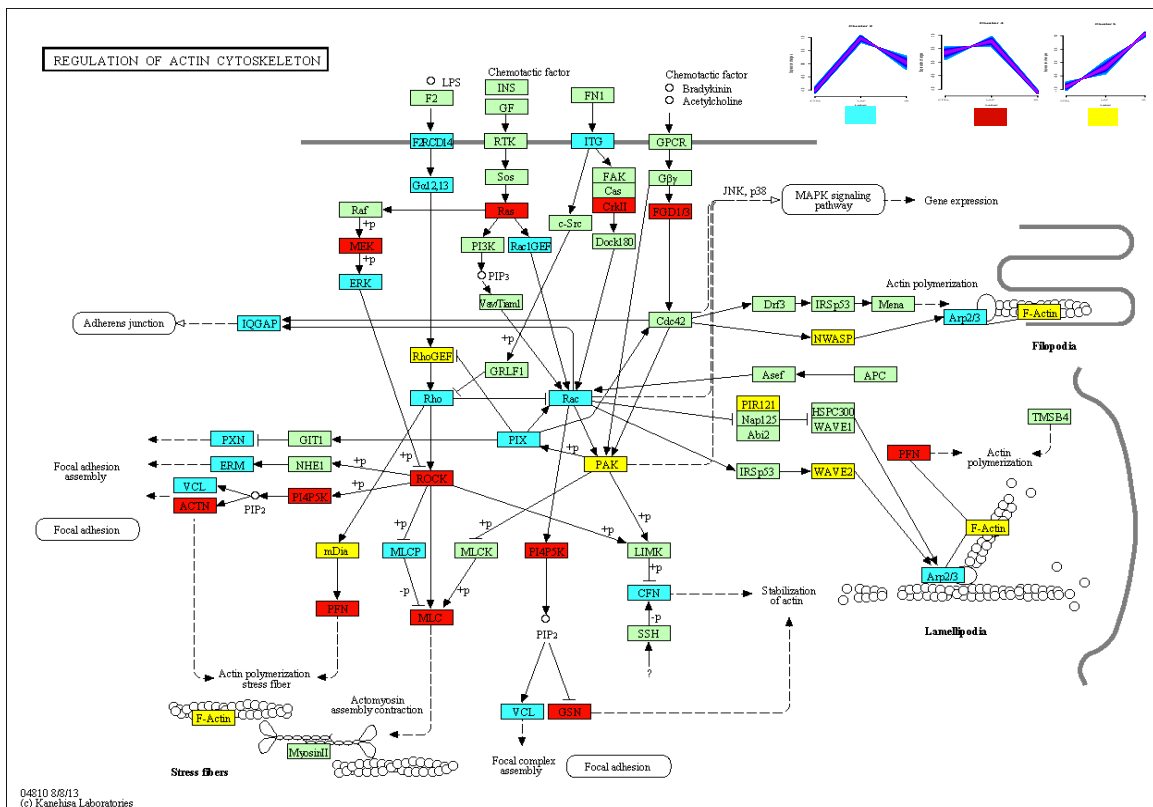 REGULATION OF ACTIN CYTOSKELETON
LPS
F2
Chemotactic factor
INS
GF
FN1
Chemotactic factor
Bradykinin
Acetylcholine
F2R CD14
RTK
ITG
GPCR
Gα12,13
Sos
FAK
Cas
CrkII
Gβγ
JNK, p38
MAPK signaling
pathway
Gene expression
Raf
Ras
c-Src
FGD1/3
+p
MEK
PI3K
Rac1GEF
Dock180
+p
ERK
PIP3
Vav/Tiam1
Actin polymerization
Drf3
IRSp53
Mena
Arp2/3
F-Actin
Adherens junction
IQGAP
Cdc42
NWASP
Filopodia
+p
RhoGEF
GRLF1
Asef
APC
Rho
Rac
PIR121
Nap125
Abi2
HSPC300
WAVE1
TMSB4
PXN
GIT1
PIX
+p
PFN
Actin
polymerization
Focal adhesion
assembly
ERM
NHE1
+p
PAK
IRSp53
WAVE2
VCL
ROCK
ACTN
PIP2
PI4P5K
+p
Focal adhesion
F-Actin
+p
+p
+p
+p
mDia
MLCP
MLCK
PI4P5K
LIMK
Arp2/3
-p
+p
+p
CFN
Stabilization
of actin
PFN
MLC
-p
PIP2
SSH
Lamellipodia
?
Actin polymerization
stress fiber
Actomyosin
assembly contraction
F-Actin
VCL
GSN
MyosinII
Stress fibers
Focal complex
assembly
Focal adhesion
04810 8/8/13
(c) Kanehisa Laboratories